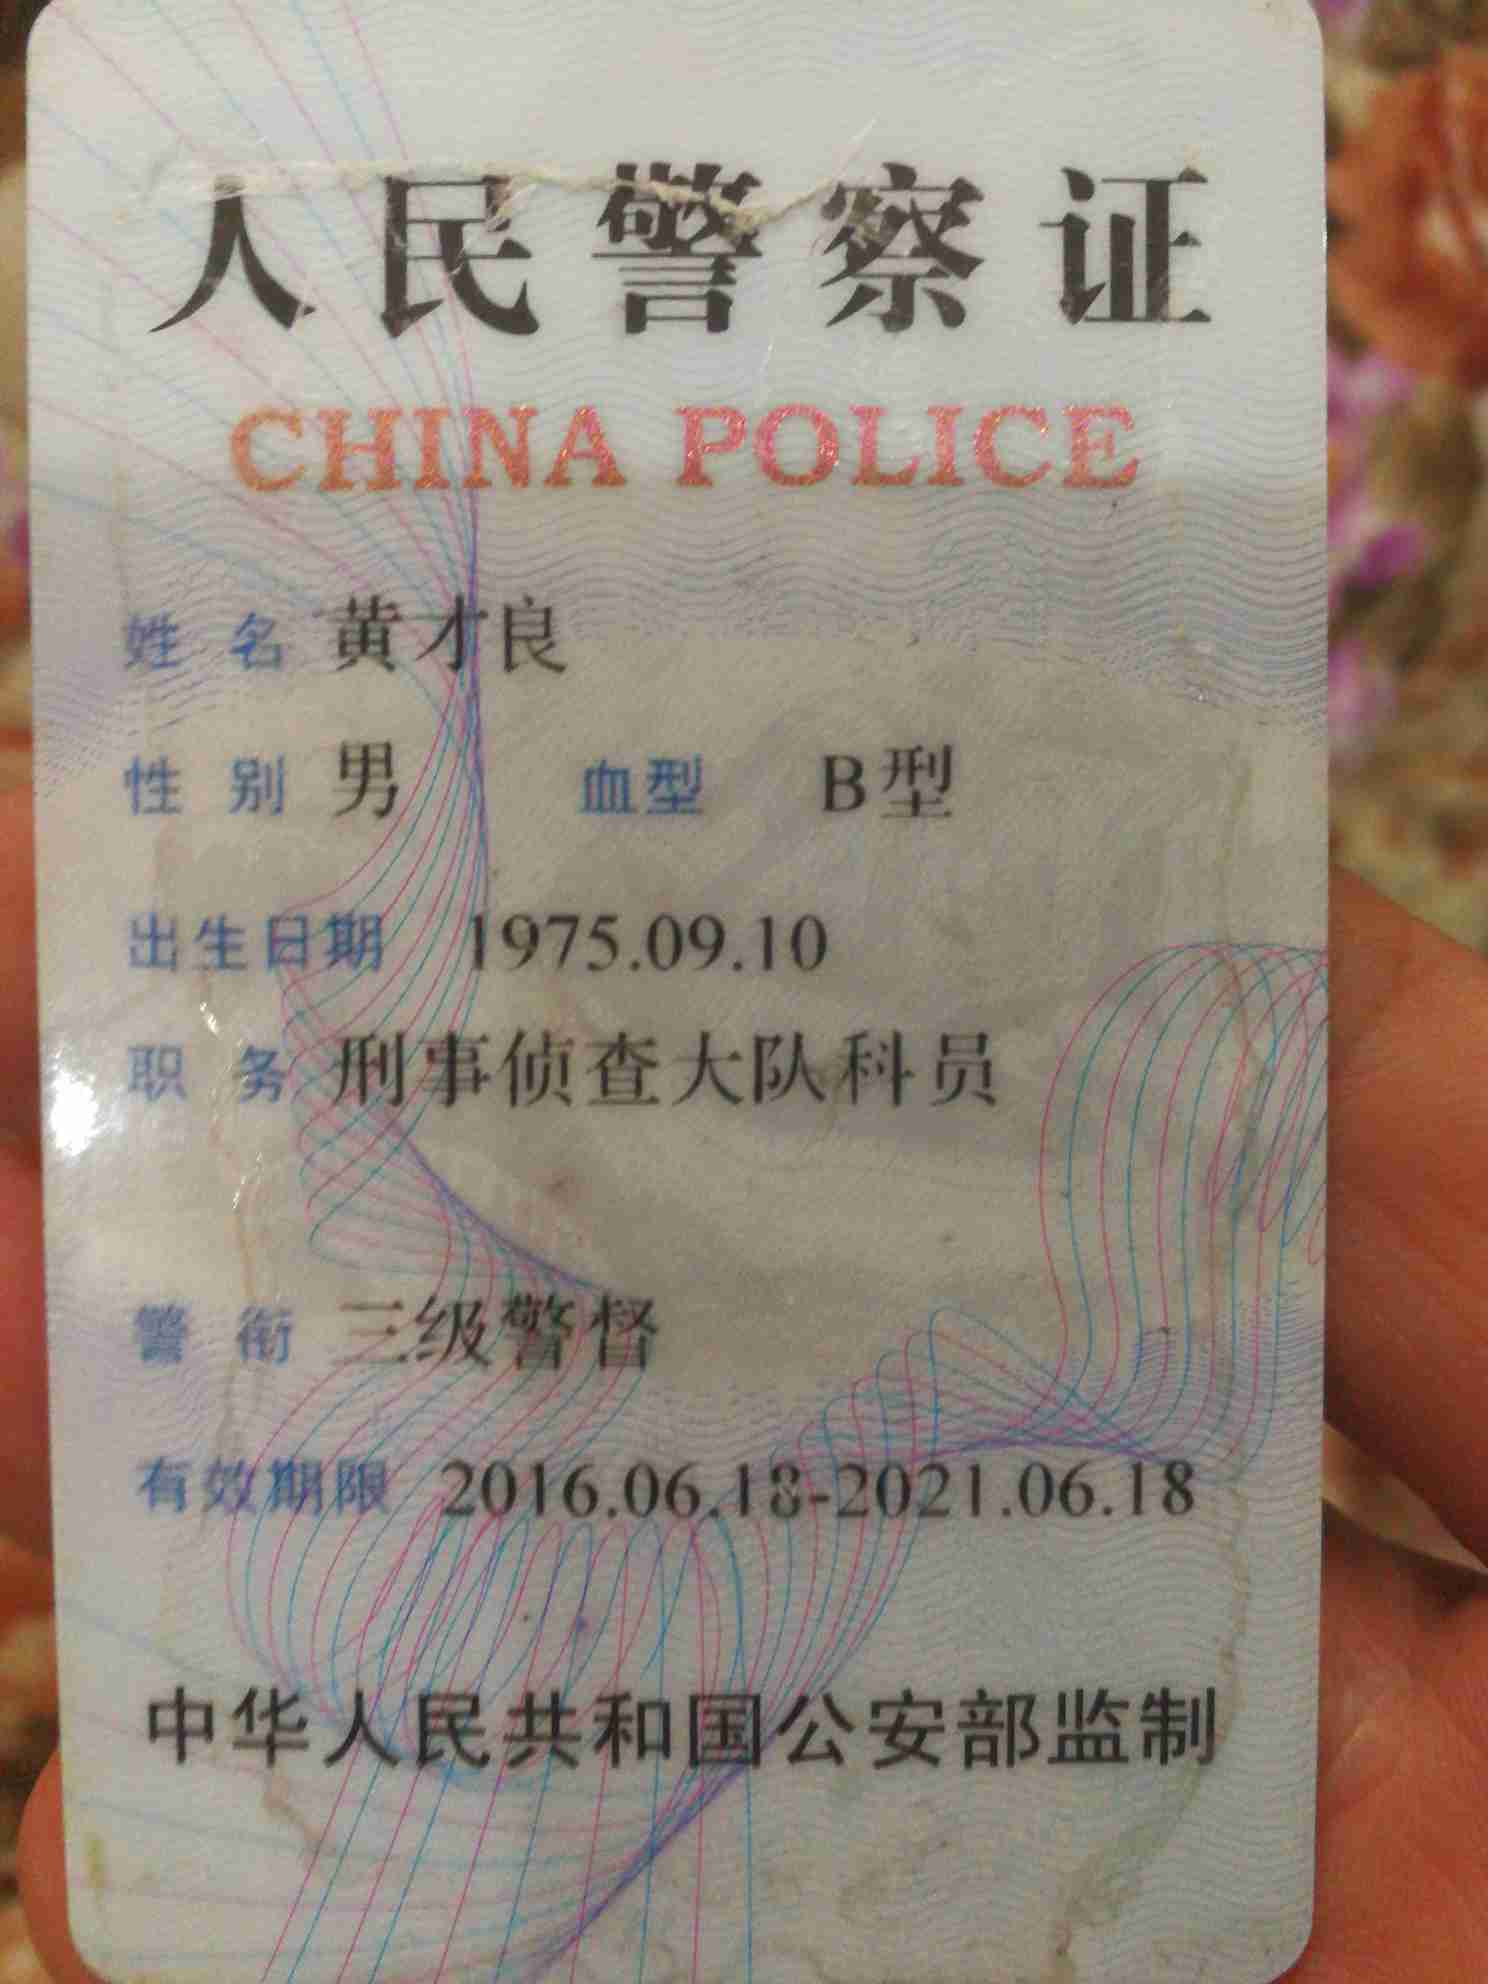 人民警察证
CHINA POLICE
姓 名 黄才良
性 别 男 血型 B型
出生日期 1975.09.10
职 务 刑事侦查大队科员
警 衔 三级警督
有效期限 2016.06.18-2021.06.18
中华人民共和国公安部监制